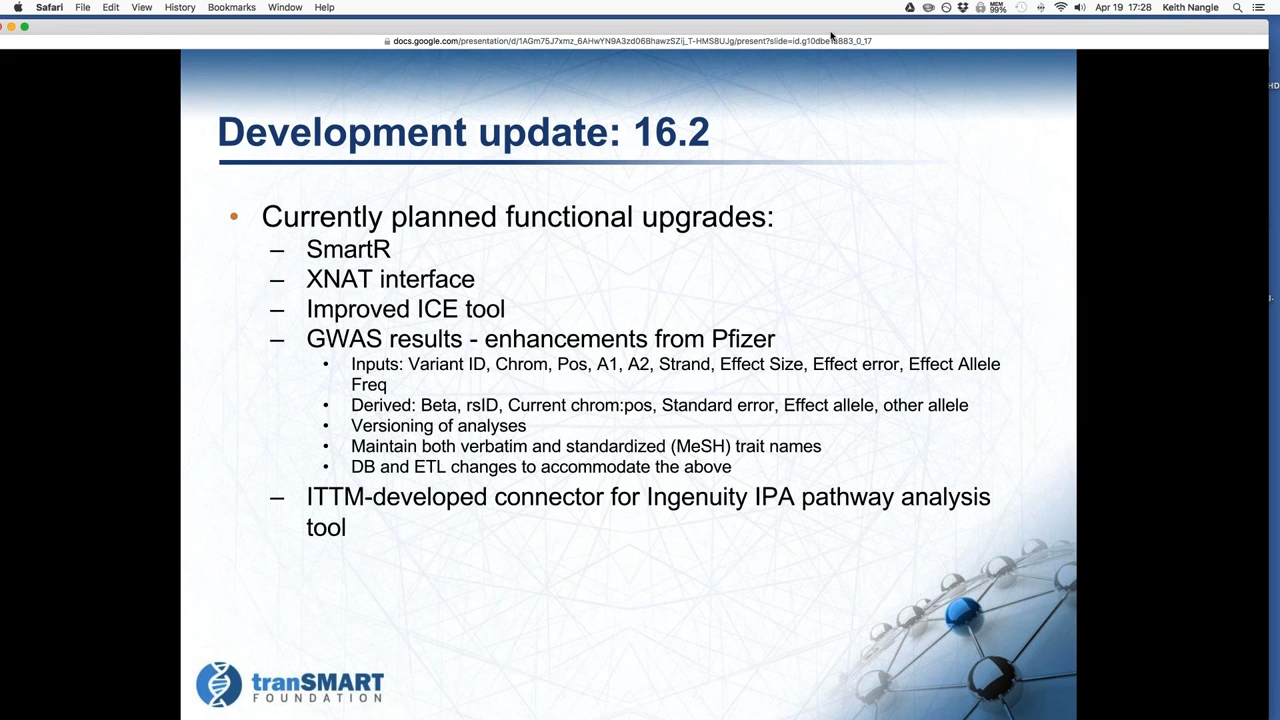 Safari File Edit View History Bookmarks Window Help MEM 99% Apr 19 17:28 Keith Nangle
Development update: 16.2
• Currently planned functional upgrades:
– SmartR
– XNAT interface
– Improved ICE tool
– GWAS results - enhancements from Pfizer
• Inputs: Variant ID, Chrom, Pos, A1, A2, Strand, Effect Size, Effect error, Effect Allele
Freq
• Derived: Beta, rsID, Current chrom:pos, Standard error, Effect allele, other allele
• Versioning of analyses
• Maintain both verbatim and standardized (MeSH) trait names
• DB and ETL changes to accommodate the above
– ITTM-developed connector for Ingenuity IPA pathway analysis
tool
tranSMART
FOUNDATION